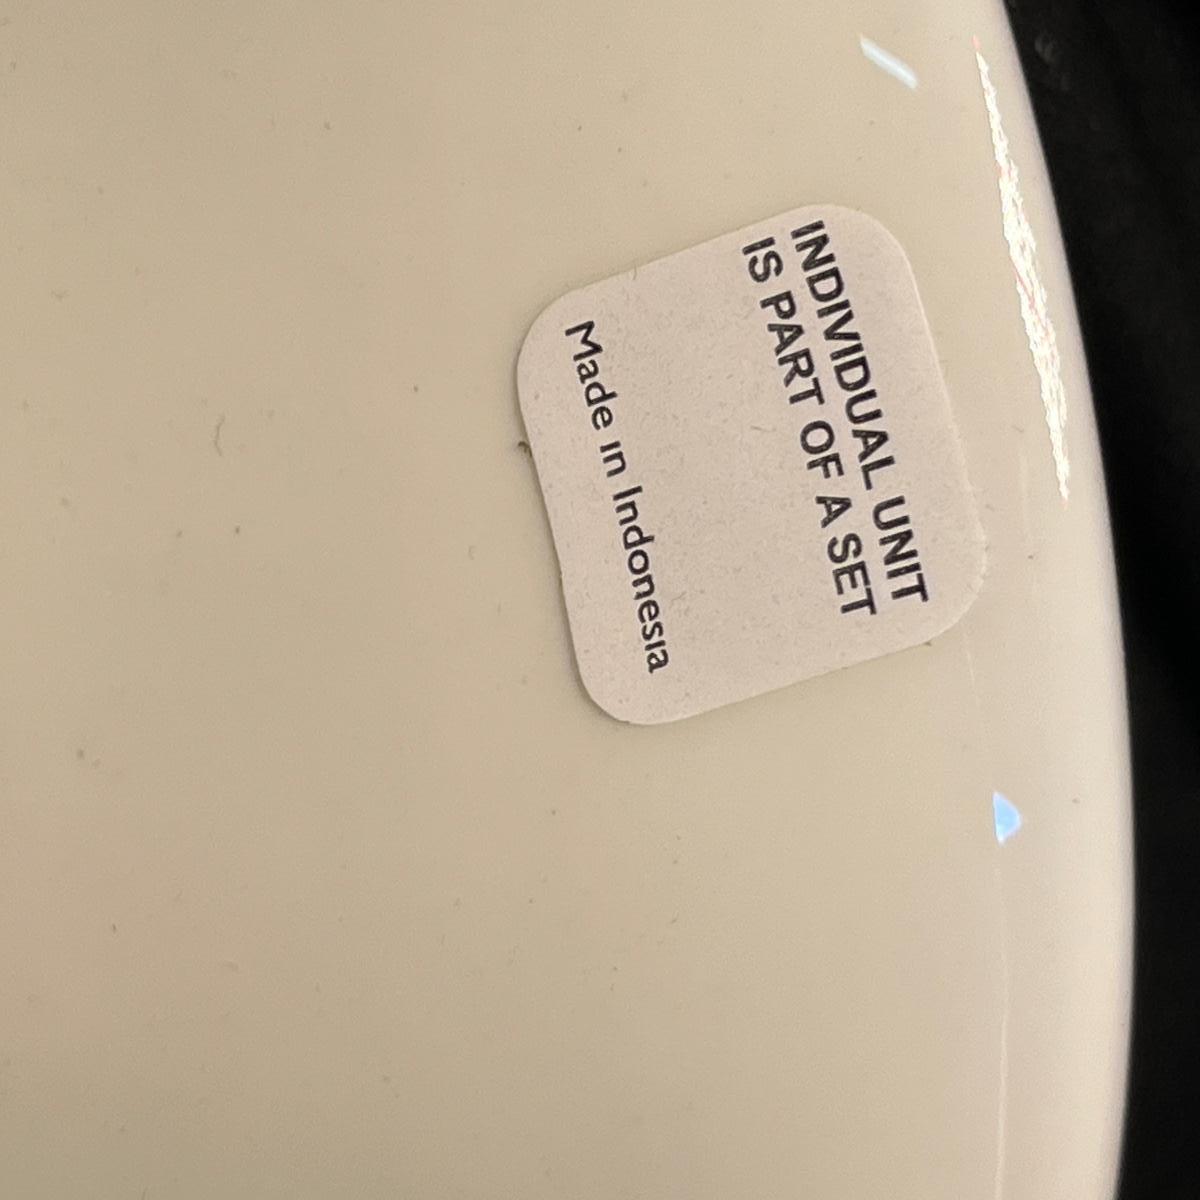 INDIVIDUAL UNIT
IS PART OF A SET
Made in Indonesia